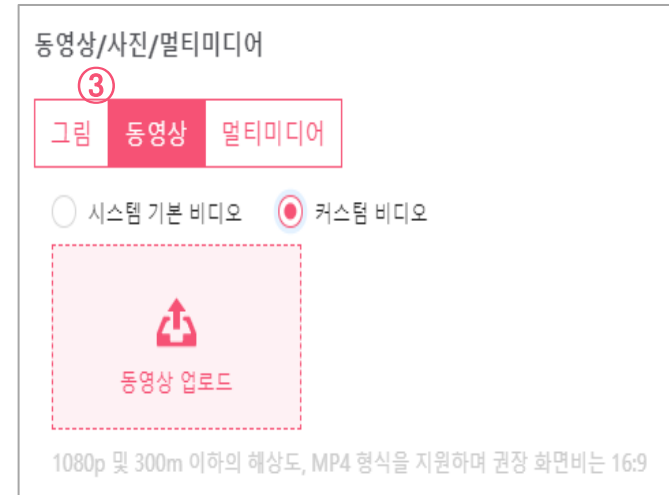 동영상/사진/멀티미디어
③
그림 동영상 멀티미디어
시스템 기본 비디오 커스텀 비디오
동영상 업로드
1080p 및 300m 이하의 해상도, MP4 형식을 지원하며 권장 화면비는 16:9